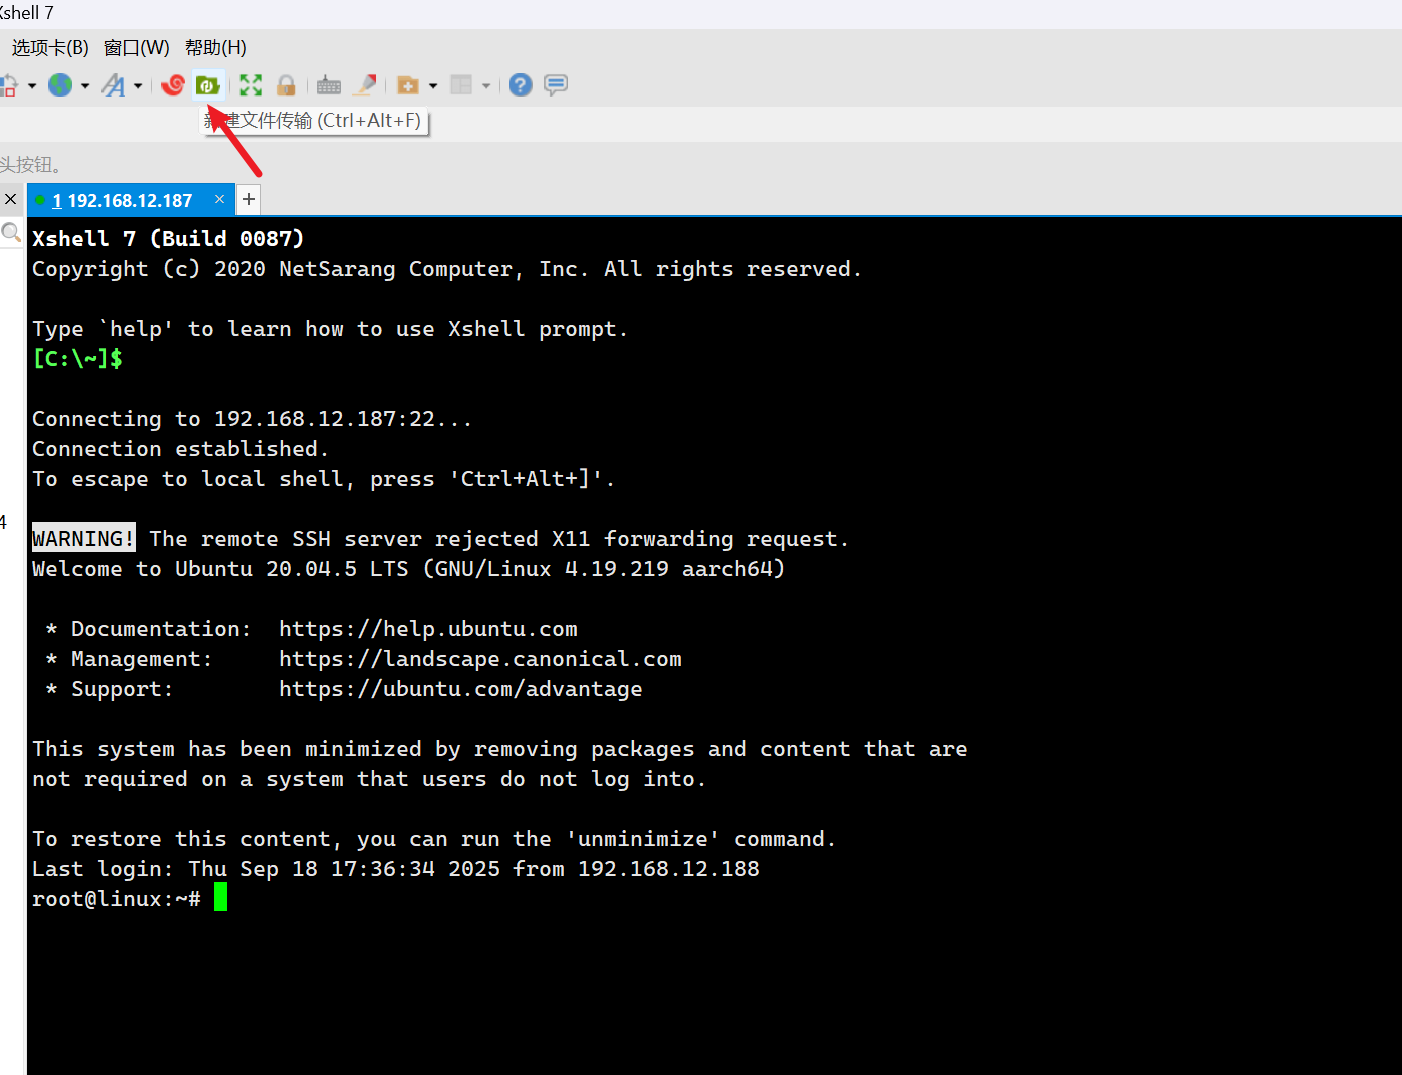 Xshell 7
选项卡(B) 窗口(W) 帮助(H)
建文件传输 (Ctrl+Alt+F)
头按钮。
1 192.168.12.187
Xshell 7 (Build 0087)
Copyright (c) 2020 NetSarang Computer, Inc. All rights reserved.
Type `help' to learn how to use Xshell prompt.
[C:\~]$
Connecting to 192.168.12.187:22...
Connection established.
To escape to local shell, press 'Ctrl+Alt+]'.
4
WARNING! The remote SSH server rejected X11 forwarding request.
Welcome to Ubuntu 20.04.5 LTS (GNU/Linux 4.19.219 aarch64)
* Documentation:  https://help.ubuntu.com
* Management:     https://landscape.canonical.com
* Support:        https://ubuntu.com/advantage
This system has been minimized by removing packages and content that are
not required on a system that users do not log into.
To restore this content, you can run the 'unminimize' command.
Last login: Thu Sep 18 17:36:34 2025 from 192.168.12.188
root@linux:~#